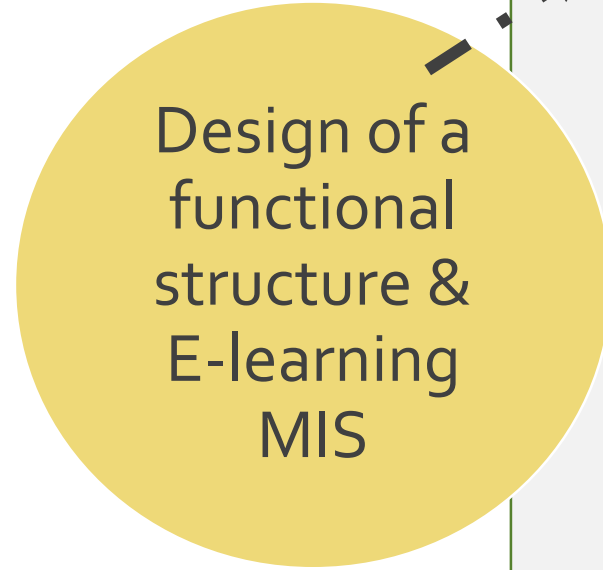 Design of a
functional
structure &
E-learning
MIS